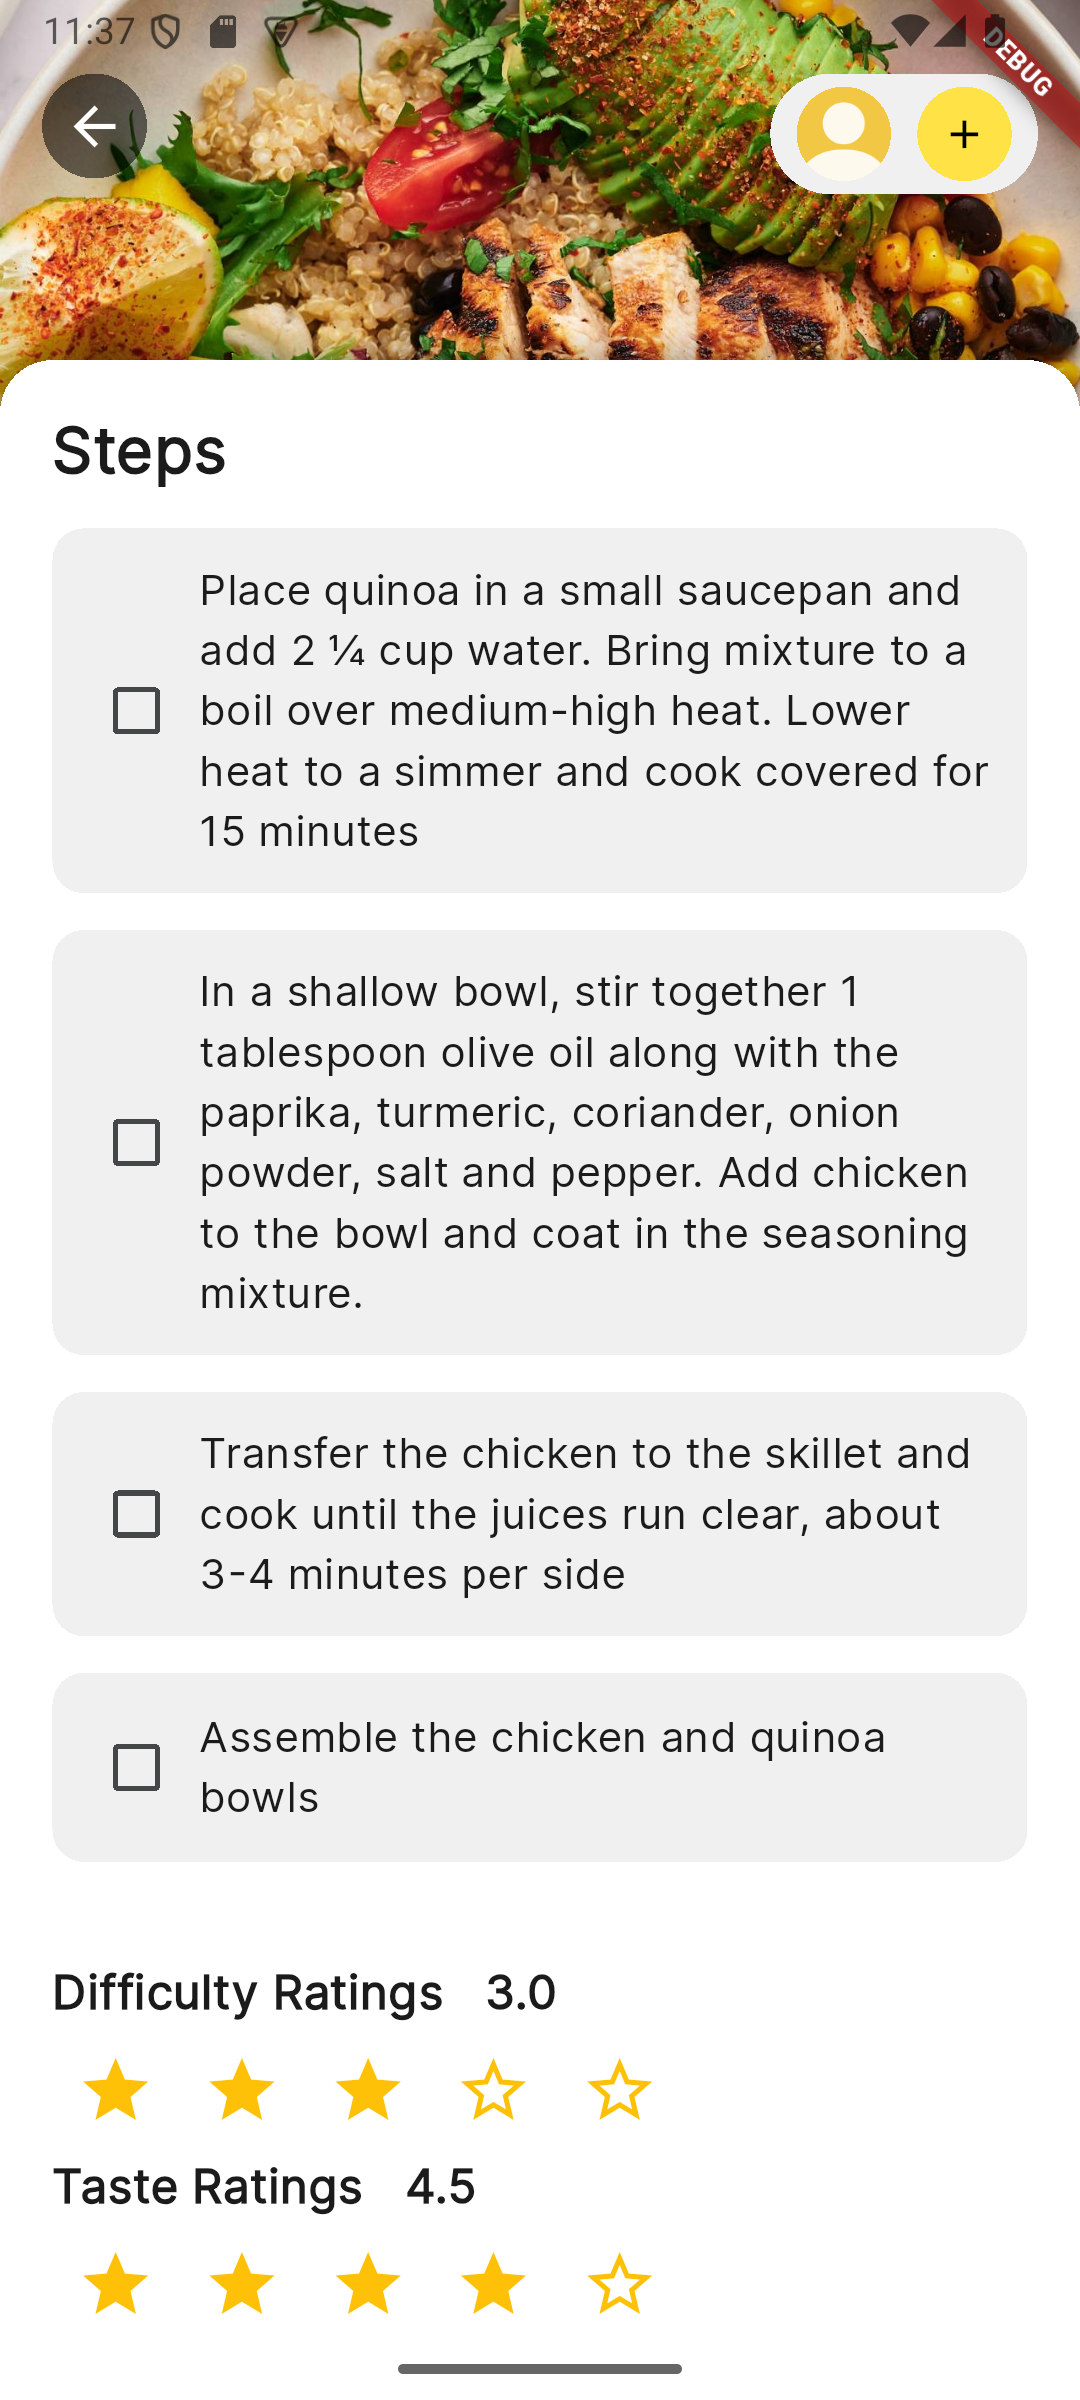 11:37
DEBUG
+
Steps
Place quinoa in a small saucepan and
add 2 ¼ cup water. Bring mixture to a
boil over medium-high heat. Lower
heat to a simmer and cook covered for
15 minutes
In a shallow bowl, stir together 1
tablespoon olive oil along with the
paprika, turmeric, coriander, onion
powder, salt and pepper. Add chicken
to the bowl and coat in the seasoning
mixture.
Transfer the chicken to the skillet and
cook until the juices run clear, about
3-4 minutes per side
Assemble the chicken and quinoa
bowls
Difficulty Ratings 3.0
Taste Ratings 4.5